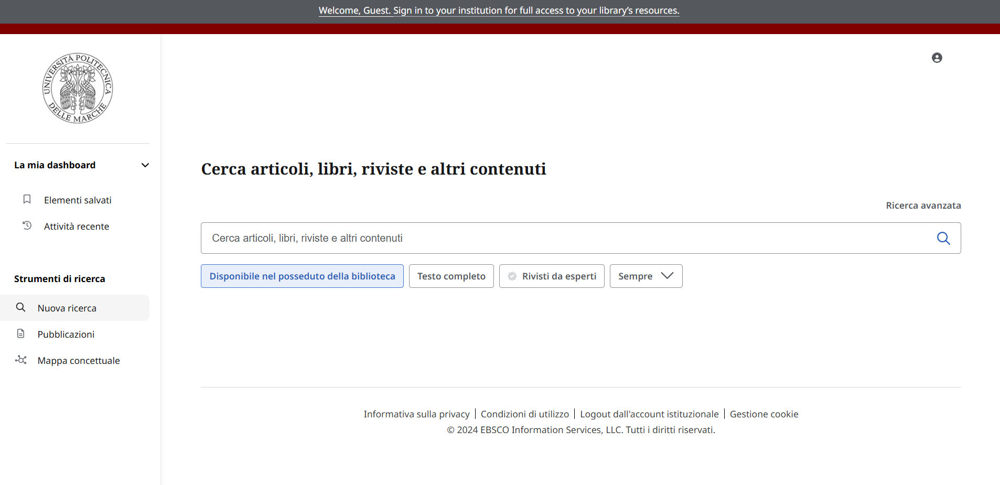 Welcome, Guest. Sign in to your institution for full access to your library’s resources.
UNIVERSITÀ POLITECNICA
DELLE MARCHE
La mia dashboard
Elementi salvati
Attività recente
Strumenti di ricerca
Nuova ricerca
Pubblicazioni
Mappa concettuale
Cerca articoli, libri, riviste e altri contenuti
Ricerca avanzata
Cerca articoli, libri, riviste e altri contenuti
Disponibile nel posseduto della biblioteca Testo completo Rivisti da esperti Sempre
Informativa sulla privacy Condizioni di utilizzo Logout dall'account istituzionale Gestione cookie
© 2024 EBSCO Information Services, LLC. Tutti i diritti riservati.